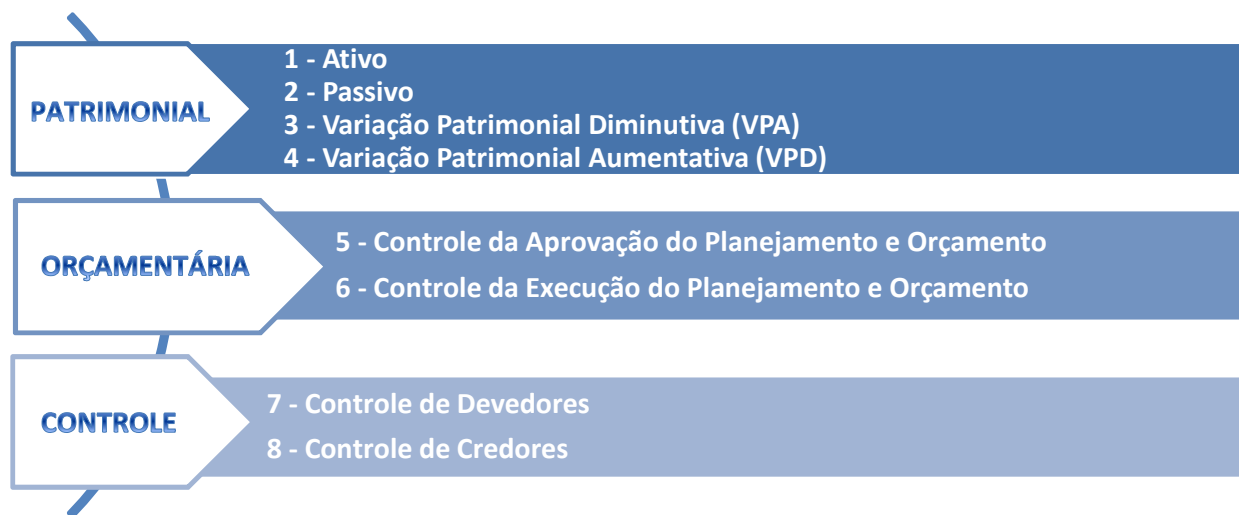 PATRIMONIAL
1 - Ativo
2 - Passivo
3 - Variação Patrimonial Diminutiva (VPA)
4 - Variação Patrimonial Aumentativa (VPD)
ORÇAMENTÁRIA
5 - Controle da Aprovação do Planejamento e Orçamento
6 - Controle da Execução do Planejamento e Orçamento
CONTROLE
7 - Controle de Devedores
8 - Controle de Credores